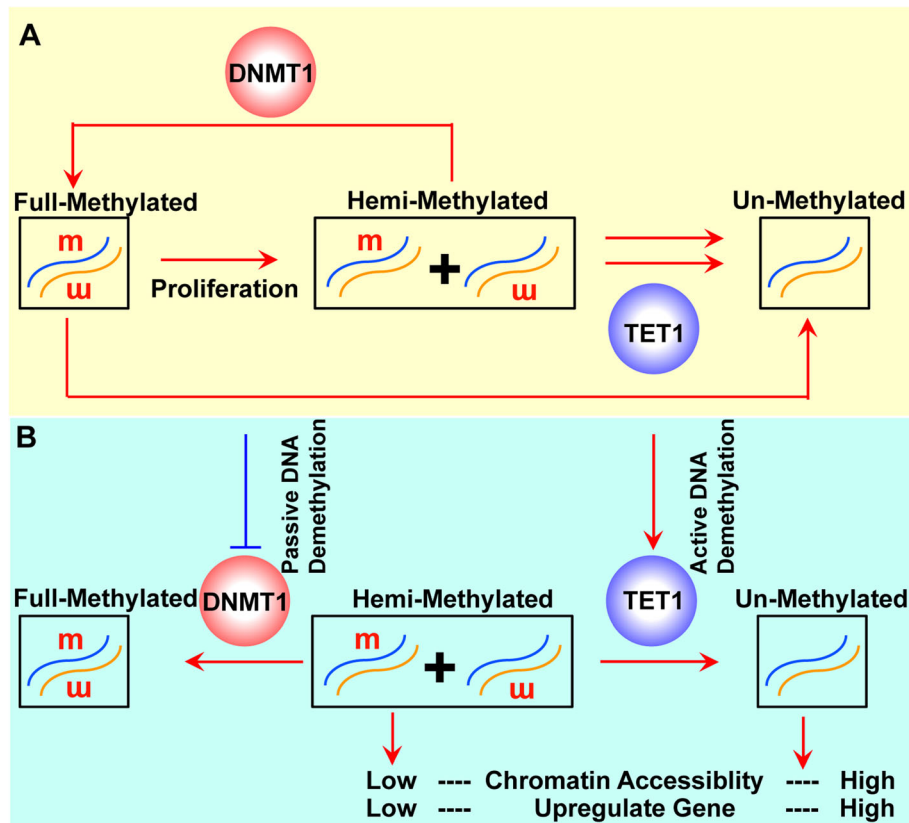 A
DNMT1
Full-Methylated
Hemi-Methylated
Un-Methylated
m
m
Proliferation
m
+
m
TET1
B
Passive DNA
Demethylation
Active DNA
Demethylation
Full-Methylated
DNMT1
Hemi-Methylated
TET1
Un-Methylated
m
m
m
+
m
Low ---- Chromatin Accessiblity ---- High
Low ---- Upregulate Gene ---- High